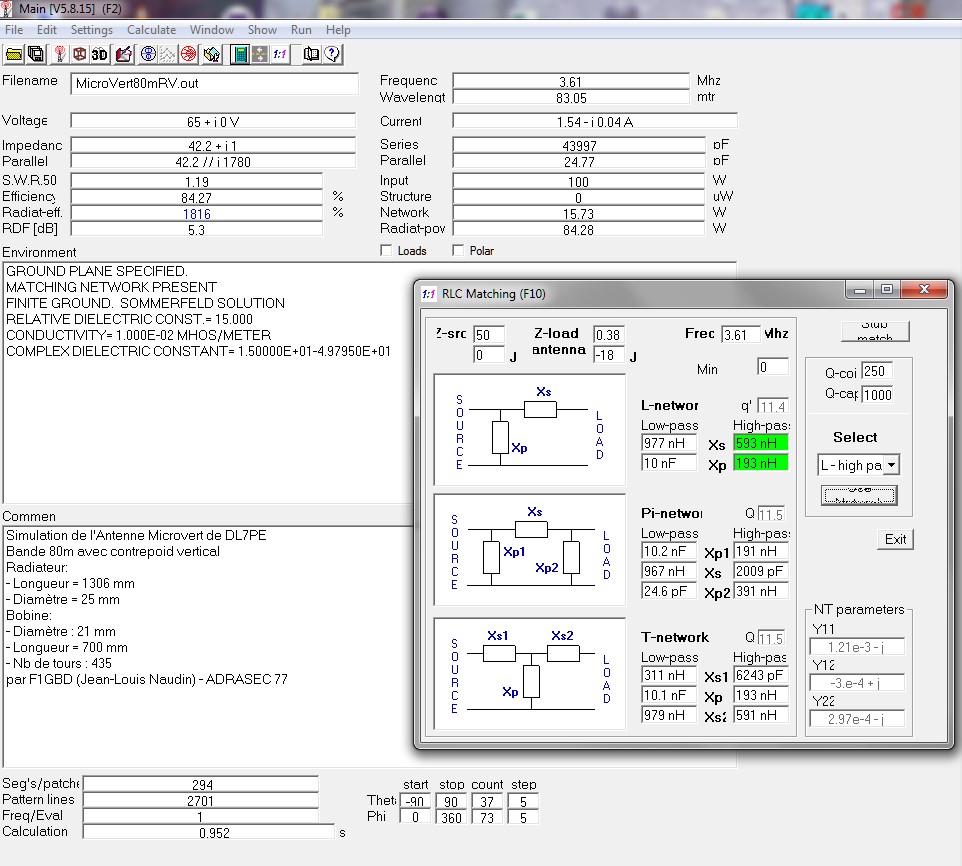 Main [V5.8.15] (F2)
File Edit Settings Calculate Window Show Run Help
3D 1:1
Filename MicroVert80mRV.out Frequenc 3.61 Mhz
Wavelengt 83.05 mtr
Voltage 65 + i 0 V Current 1.54 - i 0.04 A
Impedanc 42.2 + i 1 Series 43997 pF
Parallel 42.2 // i 1780 Parallel 24.77 pF
S.W.R.50 1.19 Input 100 W
Efficiency 84.27 % Structure 0 uW
Radiat-eff. 1816 % Network 15.73 W
RDF [dB] 5.3 Radiat-pow 84.28 W
Environment Loads Polar
GROUND PLANE SPECIFIED.
MATCHING NETWORK PRESENT
FINITE GROUND. SOMMERFELD SOLUTION
RELATIVE DIELECTRIC CONST.= 15.000
CONDUCTIVITY= 1.000E-02 MHOS/METER
COMPLEX DIELECTRIC CONSTANT= 1.50000E+01-4.97950E+01
Commen
Simulation de l'Antenne Microvert de DL7PE
Bande 80m avec contrepoid vertical
Radiateur:
- Longueur = 1306 mm
- Diamètre = 25 mm
Bobine:
- Diamètre : 21 mm
- Longueur = 700 mm
- Nb de tours : 435
par F1GBD (Jean-Louis Naudin) - ADRASEC 77
Seg's/patche 294
Pattern lines 2701
Freq/Eval 1
Calculation 0.952 s
start stop count step
Thet -90 90 37 5
Phi 0 360 73 5
1:1 RLC Matching (F10)
Z-src 50 Z-load 0.38 Freq 3.61 Mhz
0 J antenna -18 J
Min 0
SOURCE Xs Xp LOAD
L-networ q' 11.4
Low-pass High-pas
977 nH Xs 593 nH
10 nF Xp 193 nH
SOURCE Xs Xp1 Xp2 LOAD
Pi-networ Q 11.5
Low-pass High-pas
10.2 nF Xp1 191 nH
967 nH Xs 2009 pF
24.6 pF Xp2 391 nH
SOURCE Xs1 Xs2 Xp LOAD
T-network Q 11.5
Low-pass High-pas
311 nH Xs1 6243 pF
10.1 nF Xp 193 nH
979 nH Xs2 591 nH
Stub
match
Q-coi 250
Q-cap 1000
Select
L - high pa
Exit
NT parameters
Y11
1.21e-3 - j
Y12
-3.e-4 + j
Y22
2.97e-4 - j